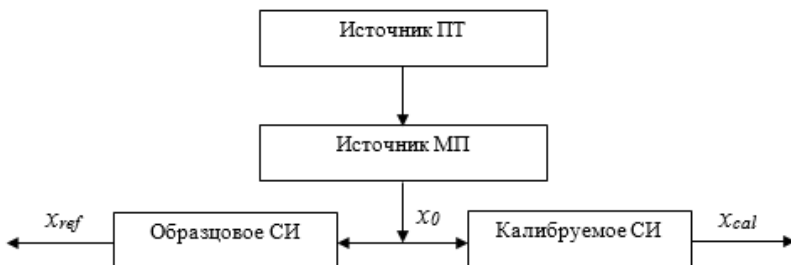 Источник ПТ
Источник МП
Xref
Образцовое СИ
X0
Калибруемое СИ
Xcal